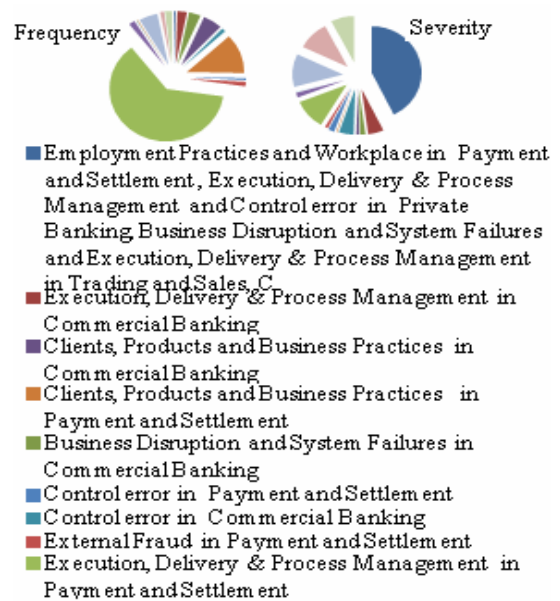 Frequency
Severity
Employment Practices and Workplace in Payment
and Settlement, Execution, Delivery & Process
Management and Control error in Private
Banking, Business Disruption and System Failures
and Execution, Delivery & Process Management
in Trading and Sales, C
Execution, Delivery & Process Management in
Commercial Banking
Clients, Products and Business Practices in
Commercial Banking
Clients, Products and Business Practices in
Payment and Settlement
Business Disruption and System Failures in
Commercial Banking
Control error in Payment and Settlement
Control error in Commercial Banking
External Fraud in Payment and Settlement
Execution, Delivery & Process Management in
Payment and Settlement